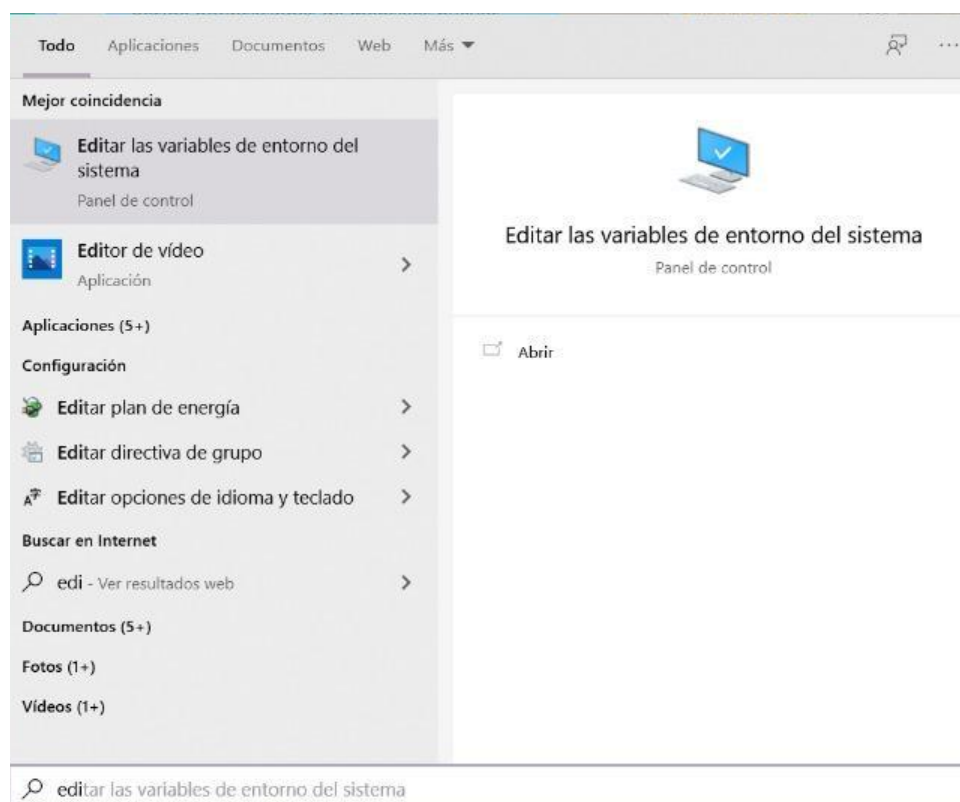 Todo Aplicaciones Documentos Web Más
Mejor coincidencia
Editar las variables de entorno del
sistema
Panel de control
Editor de vídeo
Aplicación
Aplicaciones (5+)
Configuración
Editar plan de energía
Editar directiva de grupo
Editar opciones de idioma y teclado
Buscar en Internet
edi - Ver resultados web
Documentos (5+)
Fotos (1+)
Vídeos (1+)
Editar las variables de entorno del sistema
Panel de control
Abrir
editar las variables de entorno del sistema